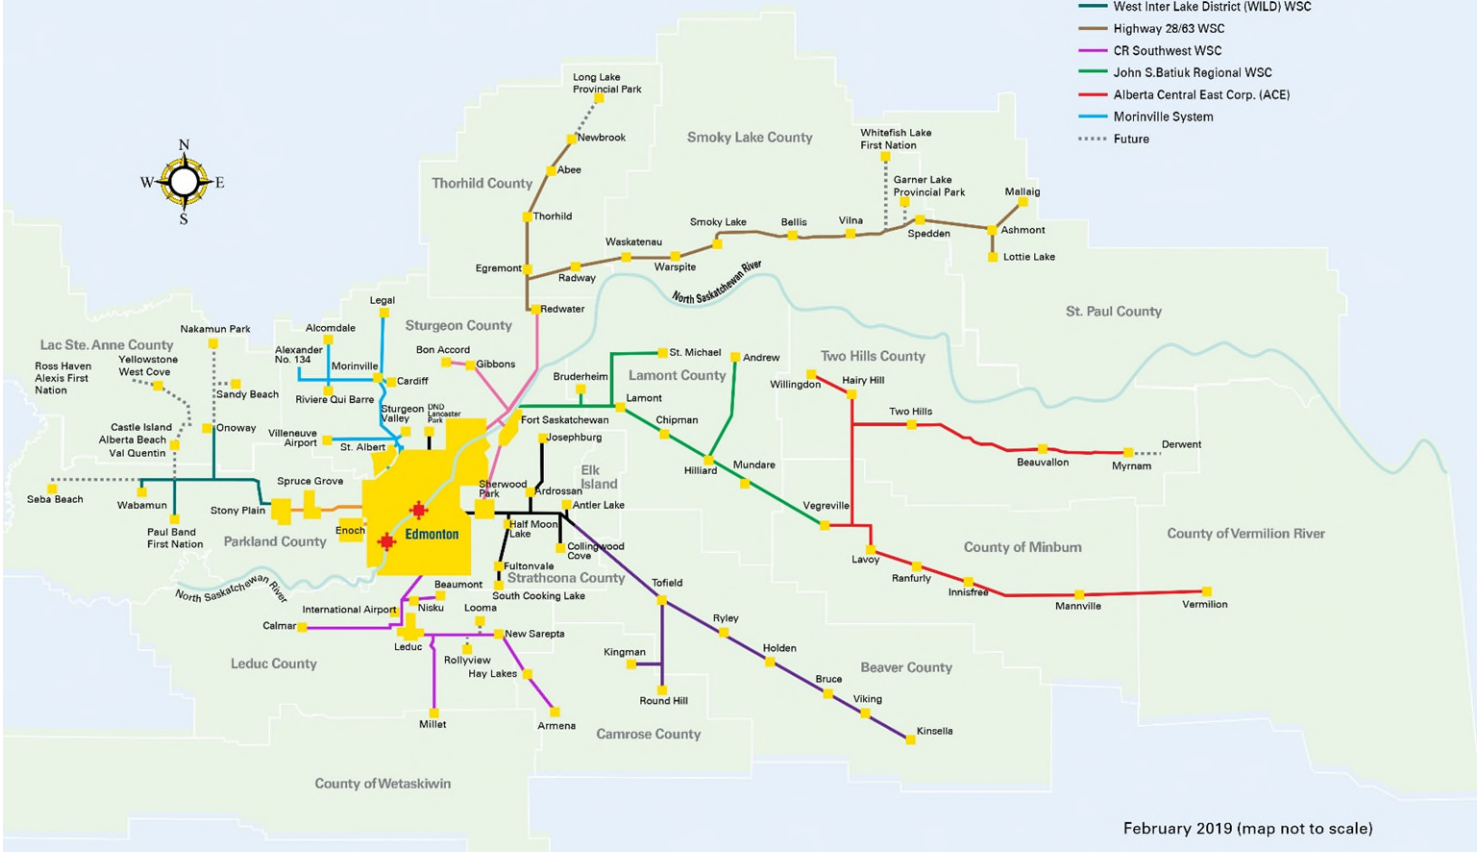 West Inter Lake District (WILD) WSC
Highway 28/63 WSC
CR Southwest WSC
John S.Batiuk Regional WSC
Alberta Central East Corp. (ACE)
Morinville System
Future
Long Lake
Provincial Park
Newbrook
Abee
Thorhild County
Thorhild
Egremont
Radway
Redwater
Smoky Lake County
Whitefish Lake
First Nation
Garner Lake
Provincial Park
Mallaig
Smoky Lake
Bellis
Vilna
Spedden
Ashmont
Lottie Lake
Waskatenau
Warspite
North Saskatchewan River
St. Paul County
N
W
E
S
Legal
Alcomdale
Nakamun Park
Lac Ste. Anne County
Ross Haven
Alexis First
Nation
Yellowstone
West Cove
Alexander
No. 134
Morinville
Cardiff
Sandy Beach
Riviere Qui Barre
Sturgeon County
Bon Accord
Gibbons
Sturgeon
Valley
DND
Lancaster
Park
Castle Island
Alberta Beach
Val Quentin
Onoway
Villeneuve
Airport
St. Albert
Seba Beach
Wabamun
Paul Band
First Nation
Spruce Grove
Stony Plain
Enoch
Parkland County
Edmonton
North Saskatchewan River
Bruderheim
St. Michael
Andrew
Lamont County
Lamont
Fort Saskatchewan
Chipman
Hilliard
Mundare
Josephburg
Elk
Island
Sherwood
Park
Ardrossan
Antler Lake
Half Moon
Lake
Collingwood
Cove
Fultonvale
Strathcona County
South Cooking Lake
Two Hills County
Willingdon
Hairy Hill
Two Hills
Beauvallon
Myrnam
Derwent
Vegreville
Lavoy
Ranfurly
Innisfree
Mannville
Vermilion
County of Minburn
County of Vermilion River
International Airport
Beaumont
Nisku
Calmar
Leduc
Looma
New Sarepta
Rollyview
Hay Lakes
Leduc County
Millet
Armena
Tofield
Ryley
Holden
Bruce
Viking
Kinsella
Kingman
Round Hill
Beaver County
Camrose County
County of Wetaskiwin
February 2019 (map not to scale)